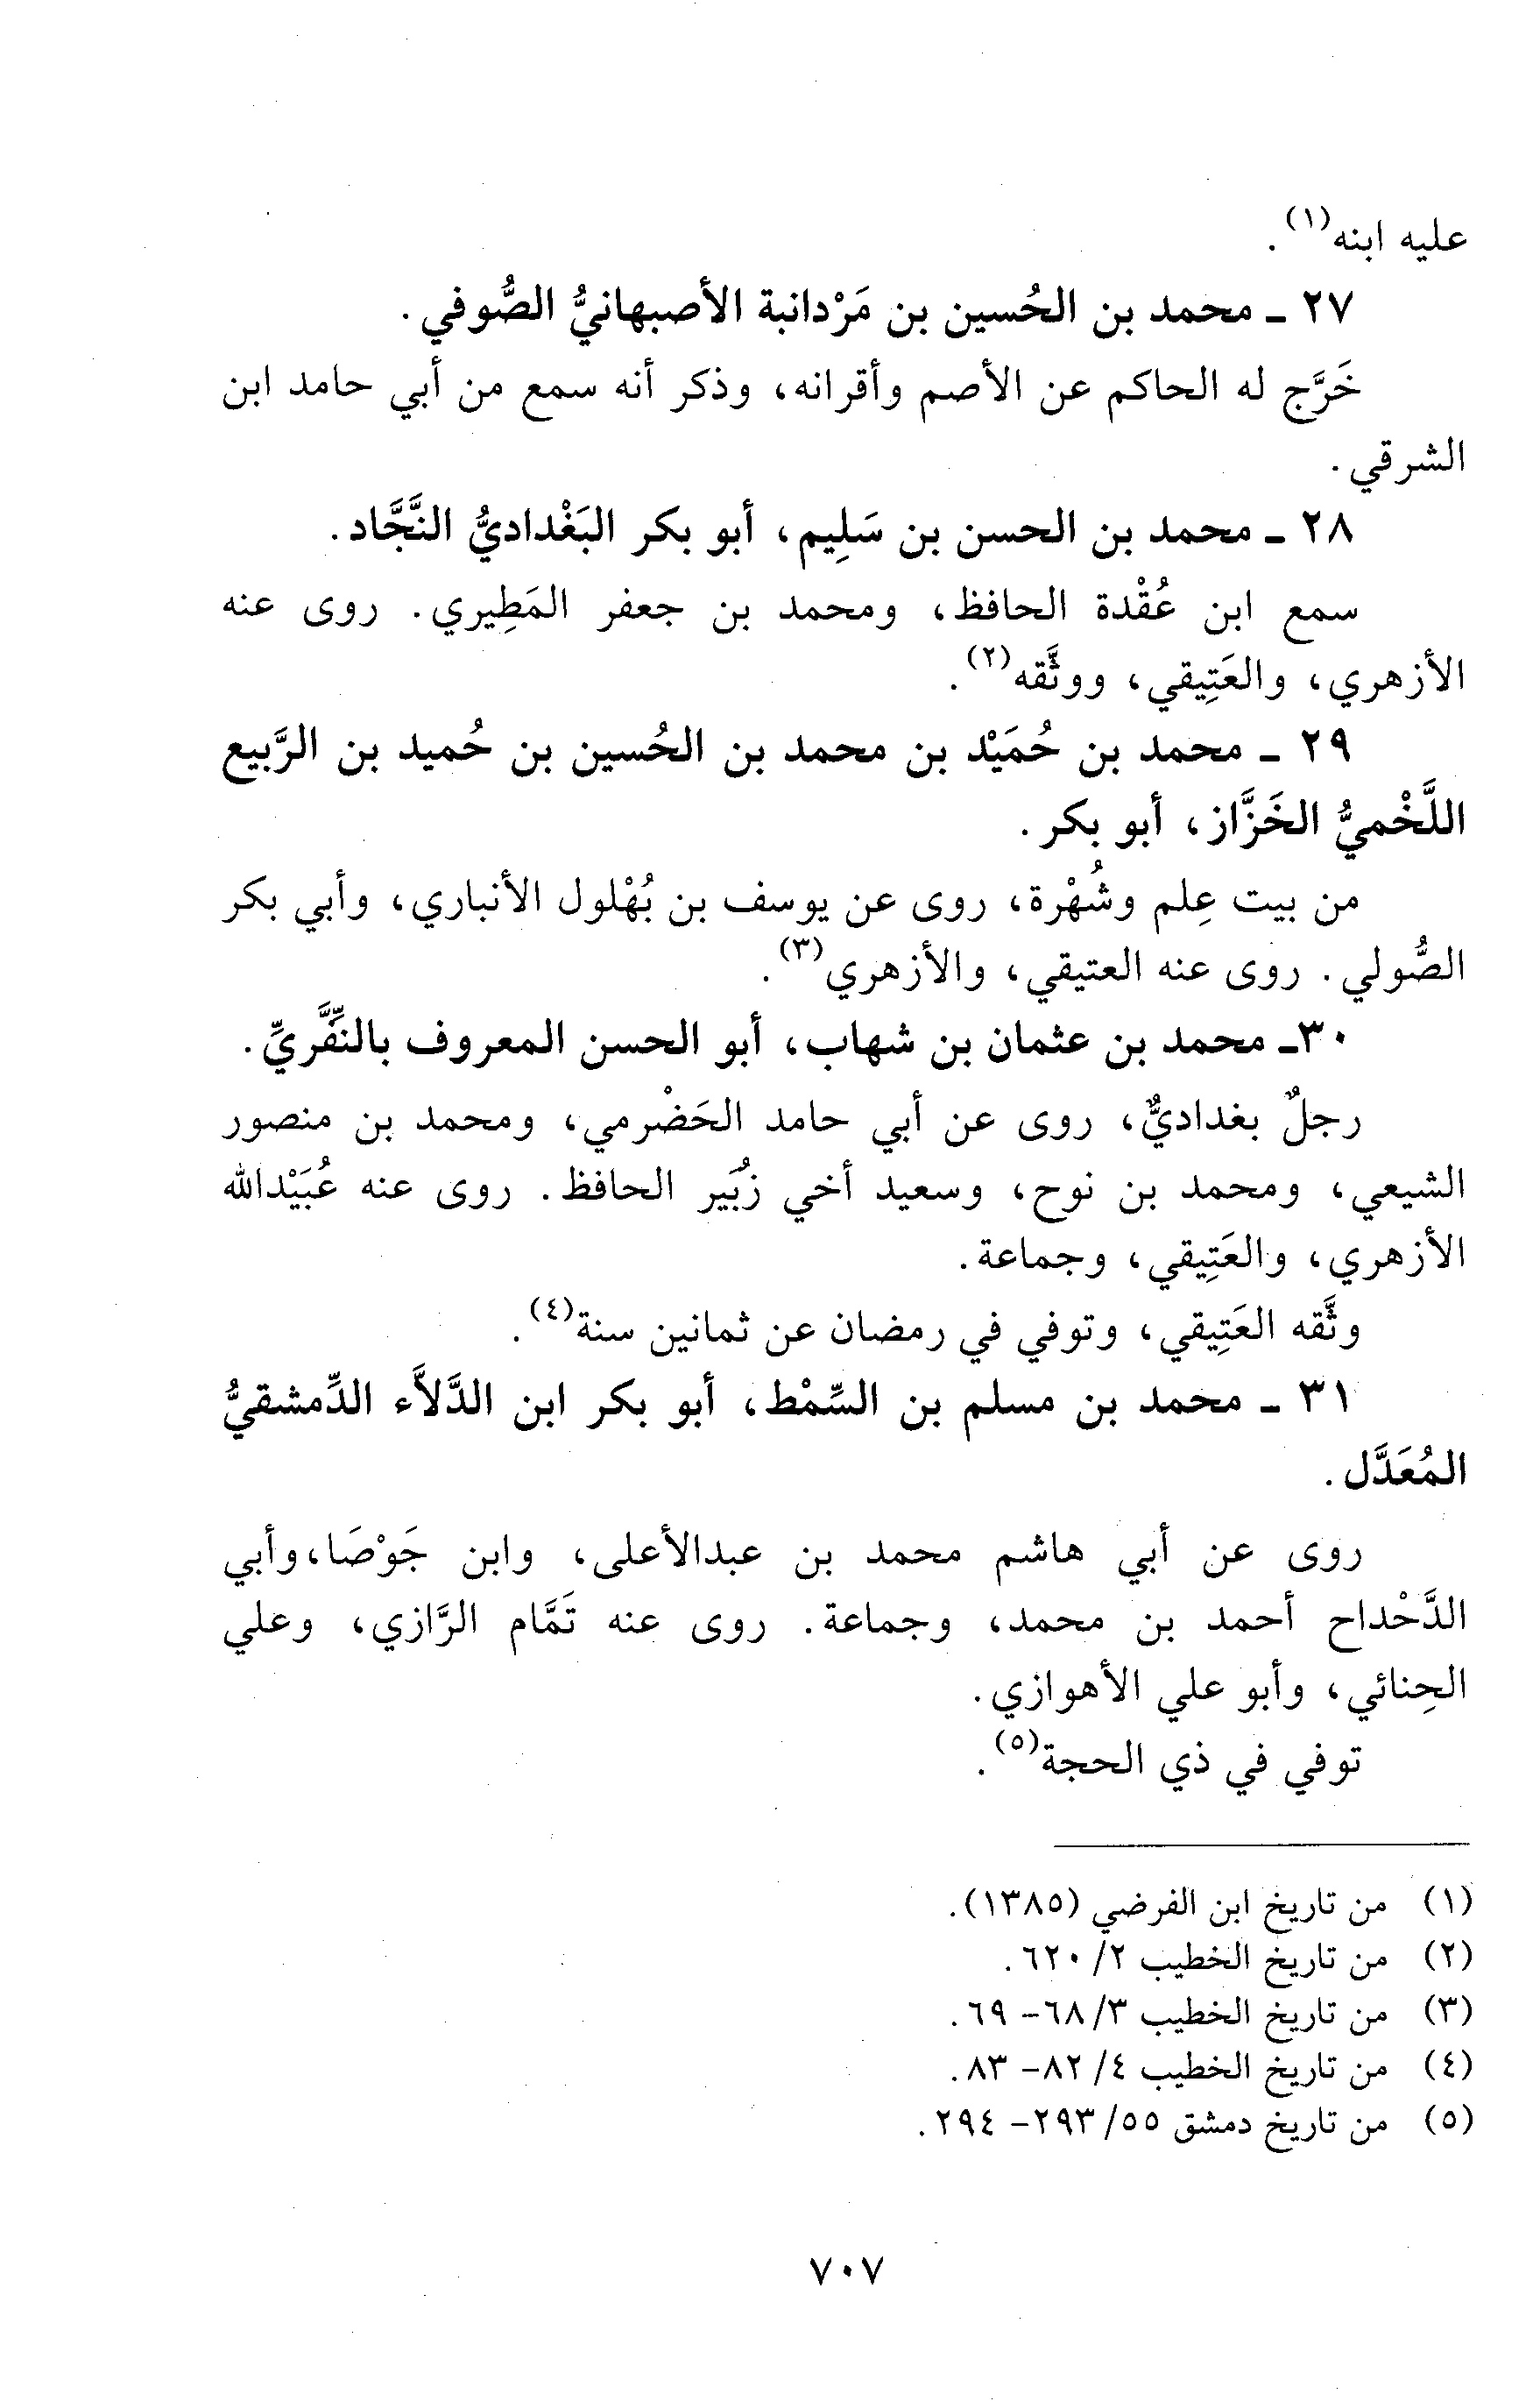 عليه ابنه(١).
٢٧ ـ محمد بن الحُسين بن مَرْدانبة الأصبهانيُّ الصُّوفي.
خَرَّج له الحاكم عن الأصم وأقرانه، وذكر أنه سمع من أبي حامد ابن
الشرقي.
٢٨ ـ محمد بن الحسن بن سَلِيم، أبو بكر البَغْداديُّ النَّجَّاد.
سمع ابن عُقْدة الحافظ، ومحمد بن جعفر المَطِيري. روى عنه
الأزهري، والعَتِيقي، ووثَّقه(٢).
٢٩ ـ محمد بن حُمَيْد بن محمد بن الحُسين بن حُميد بن الرَّبيع
اللَّخْميُّ الخَزَّاز، أبو بكر.
من بيت عِلم وشُهْرة، روى عن يوسف بن بُهْلول الأنباري، وأبي بكر
الصُّولي. روى عنه العتيقي، والأزهري(٣).
٣٠ـ محمد بن عثمان بن شهاب، أبو الحسن المعروف بالنِّفَّريِّ.
رجلٌ بغداديٌّ، روى عن أبي حامد الحَضْرمي، ومحمد بن منصور
الشيعي، ومحمد بن نوح، وسعيد أخي زُبَير الحافظ. روى عنه عُبَيْدالله
الأزهري، والعَتِيقي، وجماعة.
وثَّقه العَتِيقي، وتوفي في رمضان عن ثمانين سنة(٤).
٣١ ـ محمد بن مسلم بن السِّمْط، أبو بكر ابن الدَّلاَّء الدِّمشقيُّ
المُعَدَّل.
روى عن أبي هاشم محمد بن عبدالأعلى، وابن جَوْصَا، وأبي
الدَّحْداح أحمد بن محمد، وجماعة. روى عنه تَمَّام الرَّازي، وعلي
الحِنائي، وأبو علي الأهوازي.
توفي في ذي الحجة(٥).
(١) من تاريخ ابن الفرضي (١٣٨٥).
(٢) من تاريخ الخطيب ٢/ ٦٢٠.
(٣) من تاريخ الخطيب ٣/ ٦٨- ٦٩.
(٤) من تاريخ الخطيب ٤/ ٨٢- ٨٣.
(٥) من تاريخ دمشق ٥٥/ ٢٩٣- ٢٩٤.
٧٠٧